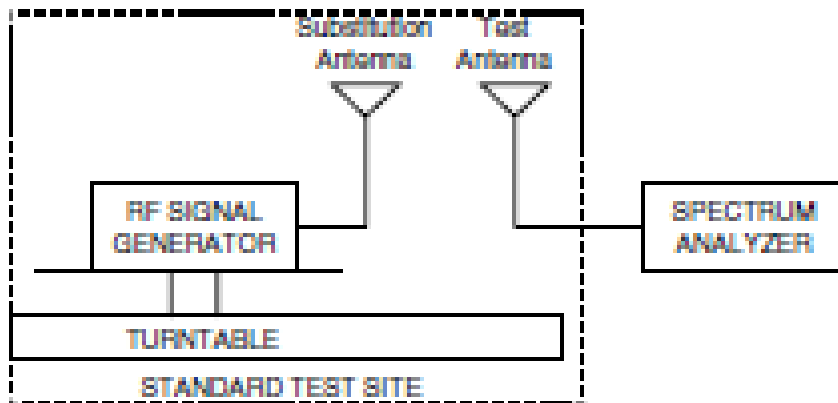 Substitution
Antenna
Test
Antenna
RF SIGNAL
GENERATOR
SPECTRUM
ANALYZER
TURNTABLE
STANDARD TEST SITE